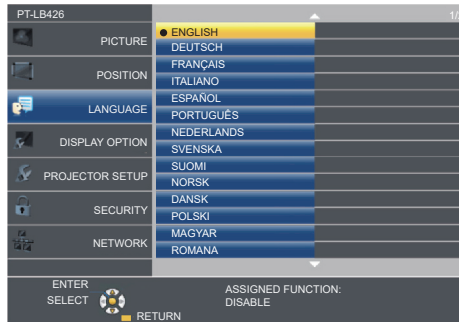 PT-LB426
1/
PICTURE
POSITION
LANGUAGE
DISPLAY OPTION
PROJECTOR SETUP
SECURITY
NETWORK
ENGLISH
DEUTSCH
FRANÇAIS
ITALIANO
ESPAÑOL
PORTUGUÊS
NEDERLANDS
SVENSKA
SUOMI
NORSK
DANSK
POLSKI
MAGYAR
ROMANA
ENTER
SELECT
RETURN
ASSIGNED FUNCTION:
DISABLE